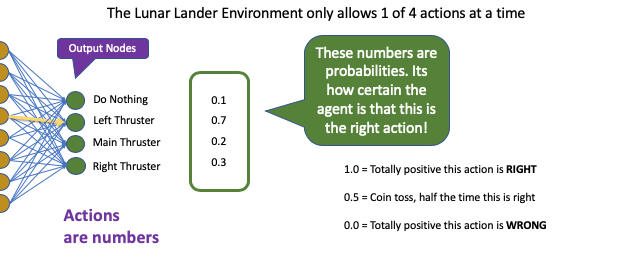 The Lunar Lander Environment only allows 1 of 4 actions at a time
Output Nodes
Do Nothing
Left Thruster
Main Thruster
Right Thruster
0.1
0.7
0.2
0.3
These numbers are
probabilities. Its
how certain the
agent is that this is
the right action!
1.0 = Totally positive this action is RIGHT
0.5 = Coin toss, half the time this is right
0.0 = Totally positive this action is WRONG
Actions
are numbers